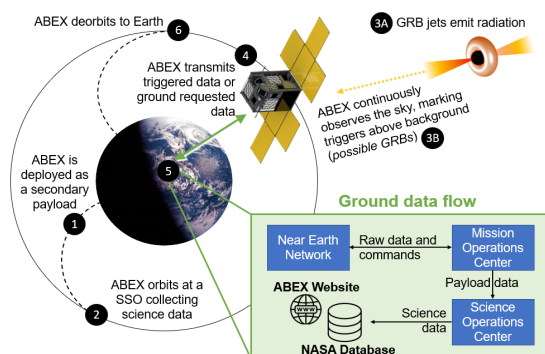 ABEX deorbits to Earth
6
4
ABEX transmits
triggered data or
ground requested
data
3A GRB jets emit radiation
ABEX continuously
observes the sky, marking
triggers above background
(possible GRBs) 3B
ABEX is
deployed as
a secondary
payload
1
5
2
ABEX orbits at a
SSO collecting
science data
Ground data flow
Near Earth
Network
Raw data and
commands
Mission
Operations
Center
Payload data
ABEX Website
WWW
Science
data
Science
Operations
Center
NASA Database